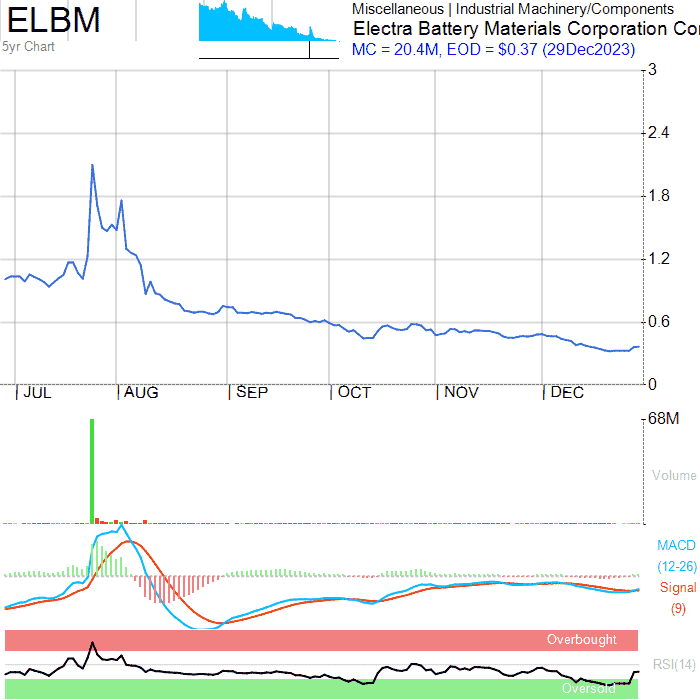 ELBM
5yr Chart
Miscellaneous | Industrial Machinery/Components
Electra Battery Materials Corporation Cor
MC = 20.4M, EOD = $0.37 (29Dec2023)
3
2.4
1.8
1.2
0.6
0
JUL AUG SEP OCT NOV DEC
68M
Volume
MACD
(12-26)
Signal
(9)
Overbought
RSI(14)
Oversold